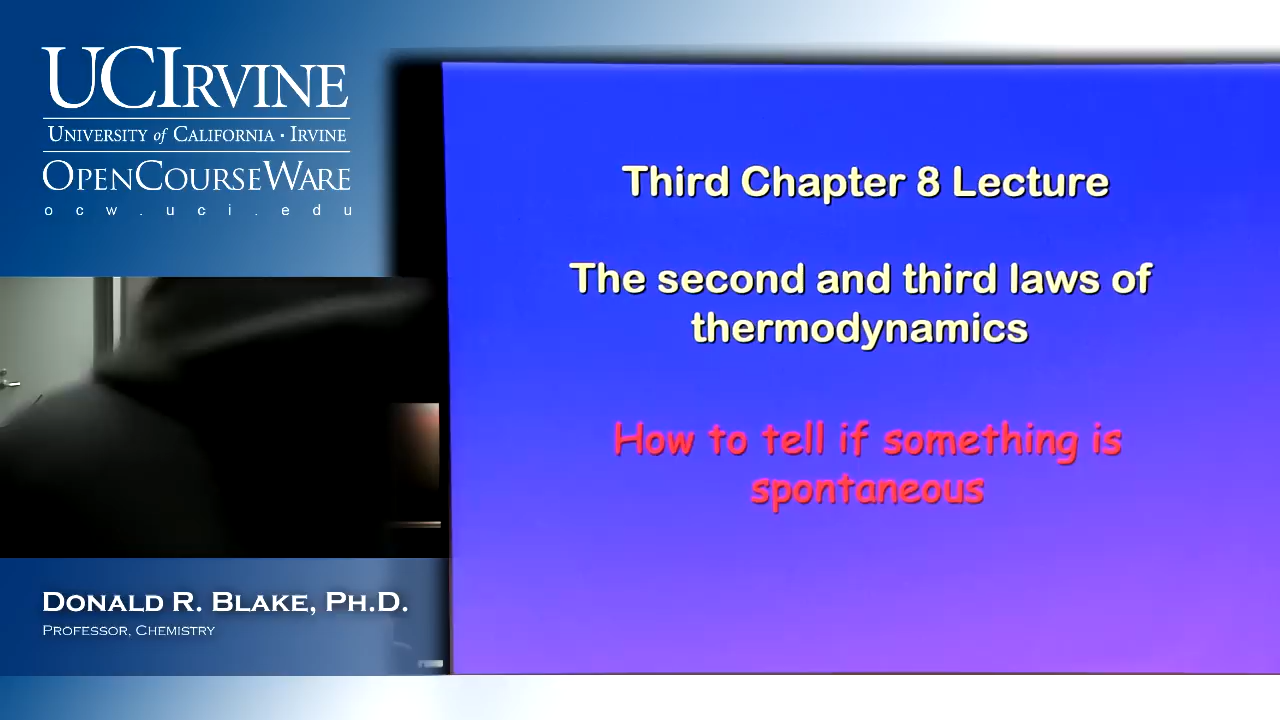 UCIRVINE
UNIVERSITY of CALIFORNIA · IRVINE
OPENCOURSEWARE
ocw.uci.edu
Third Chapter 8 Lecture
The second and third laws of
thermodynamics
How to tell if something is
spontaneous
DONALD R. BLAKE, PH.D.
PROFESSOR, CHEMISTRY